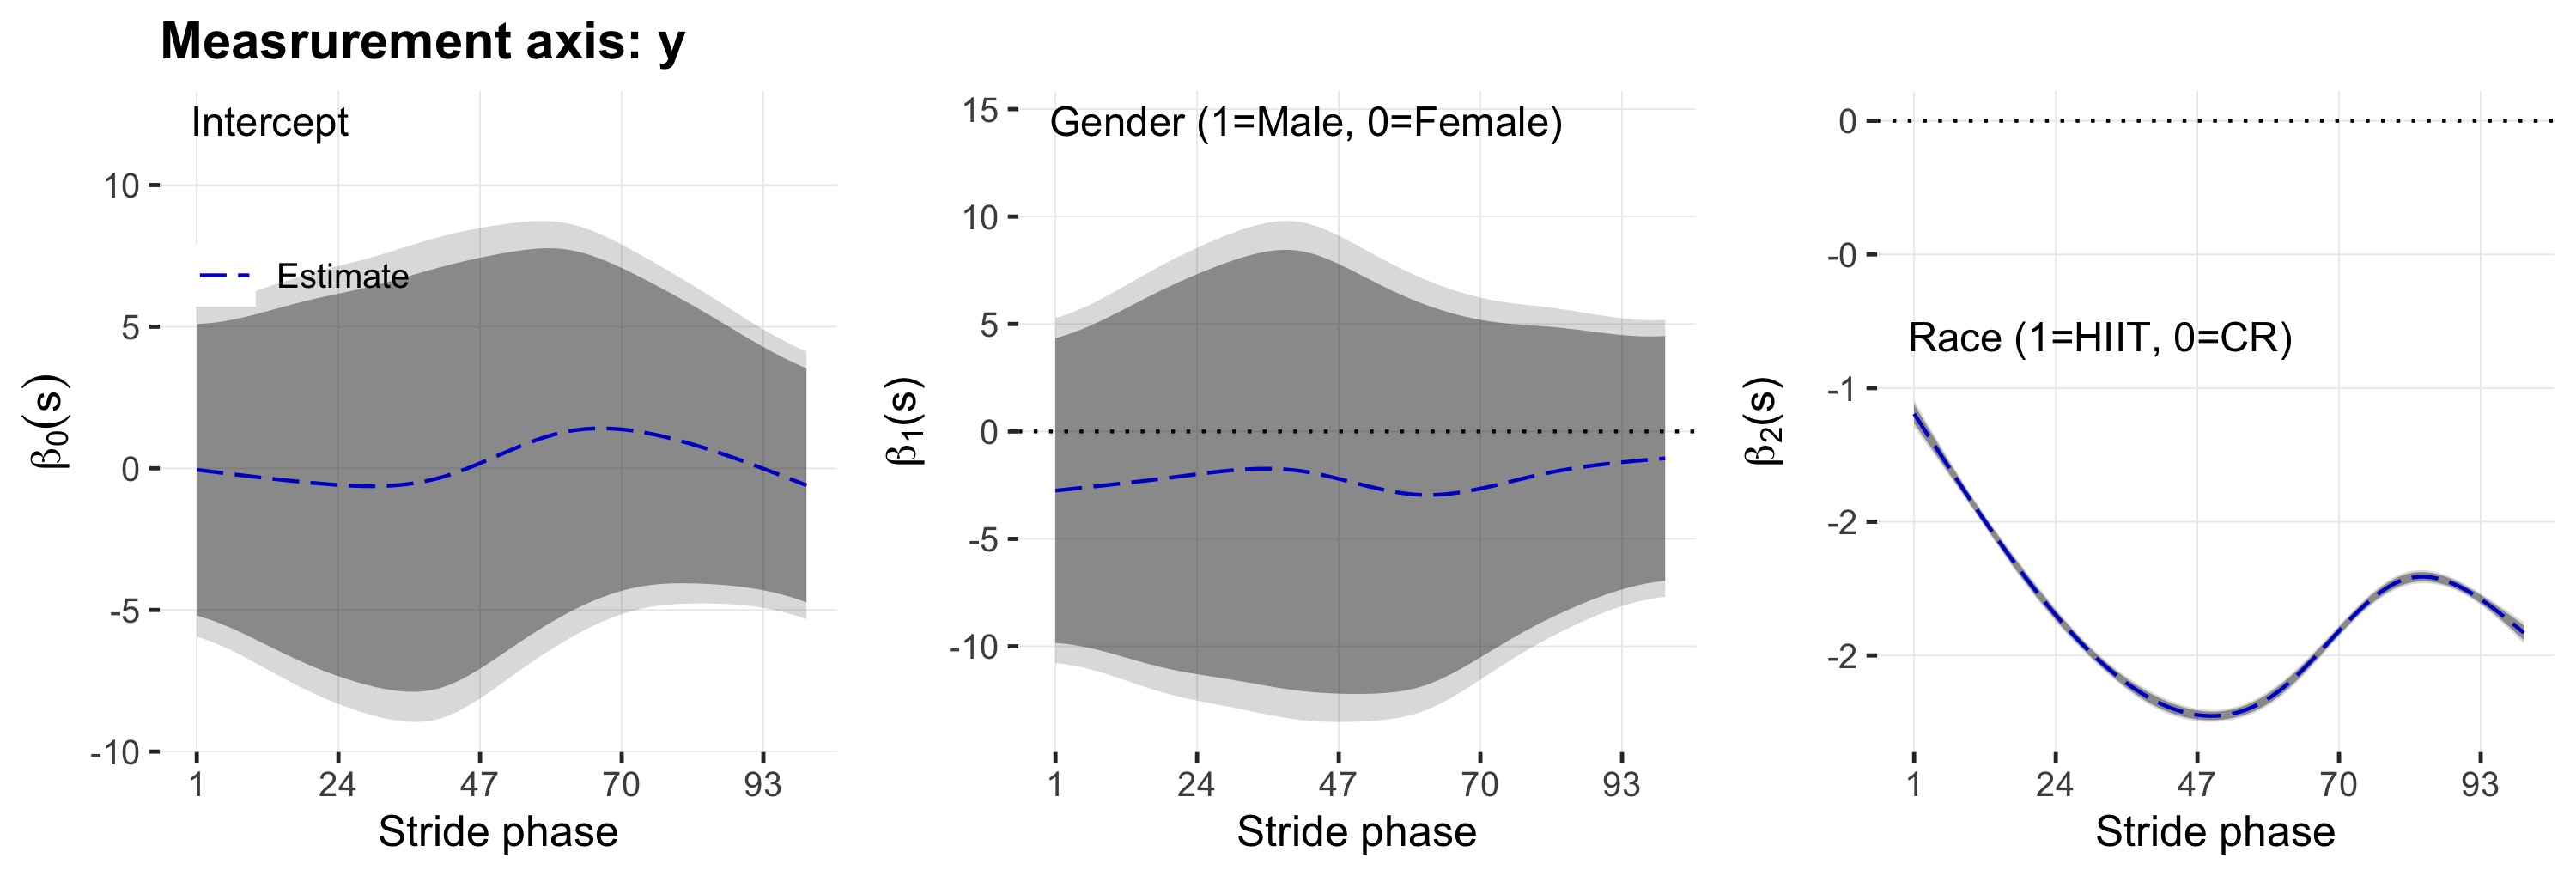 Measrurement axis: y
Intercept
Estimate
10
5
0
-5
-10
β0(s)
1 24 47 70 93
Stride phase
Gender (1=Male, 0=Female)
15
10
5
0
-5
-10
β1(s)
1 24 47 70 93
Stride phase
Race (1=HIIT, 0=CR)
0
-0
-1
-2
-2
β2(s)
1 24 47 70 93
Stride phase